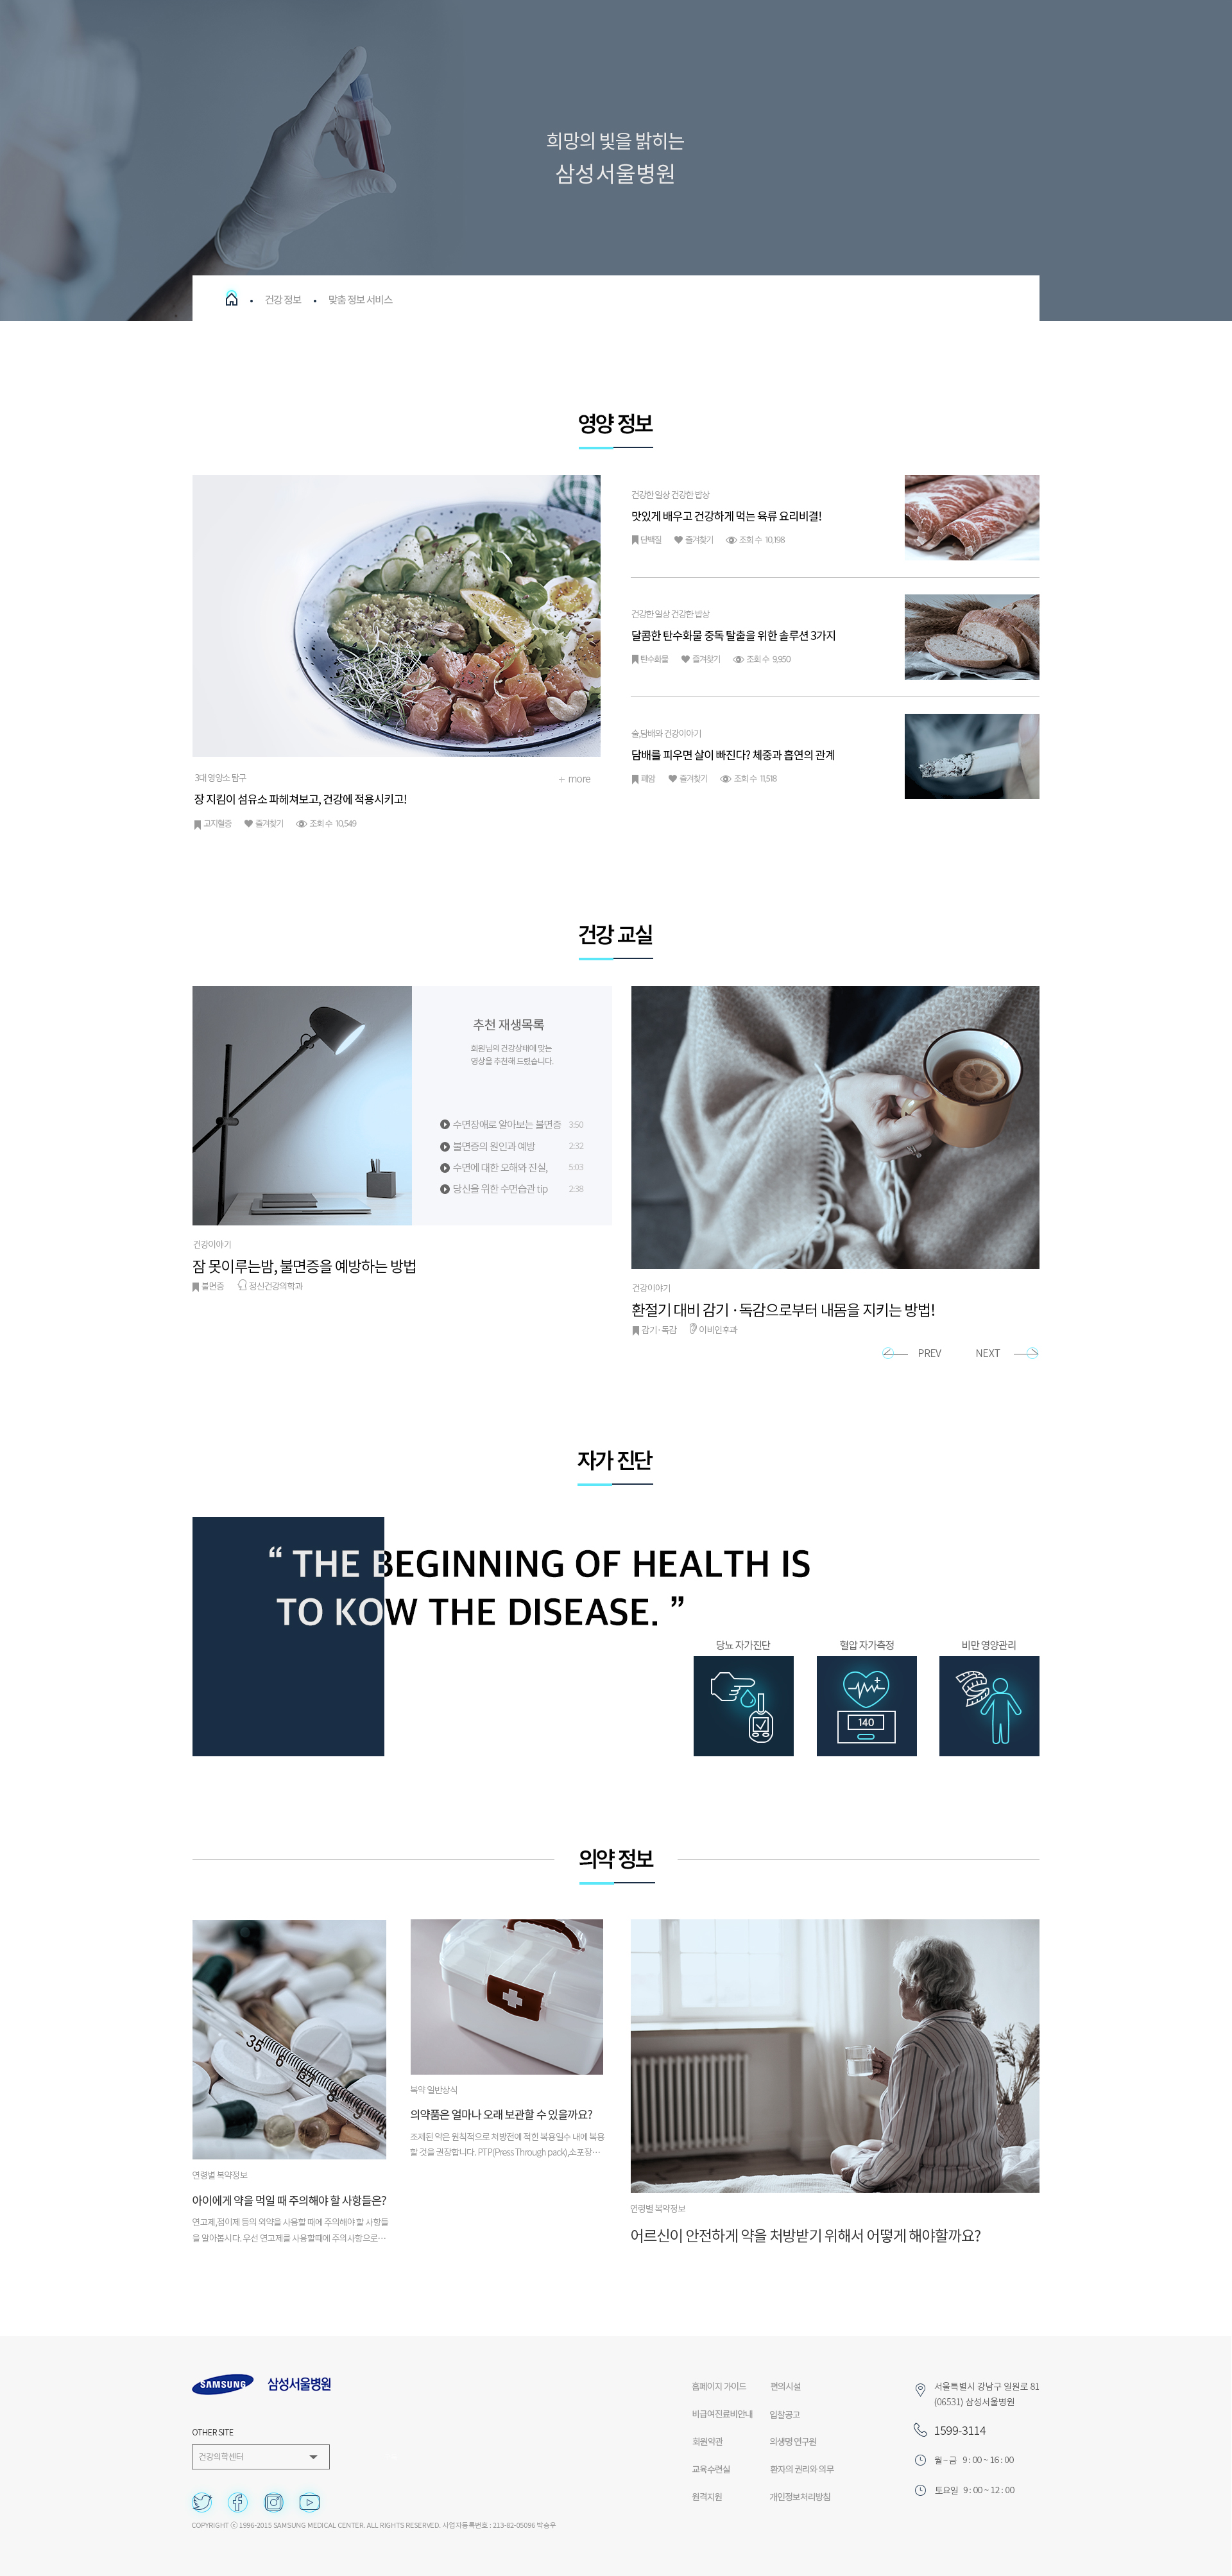 희망의 빛을 밝히는
삼성서울병원
건강 정보
맞춤 정보 서비스
영양 정보
3대 영양소 탐구
+ more
장 지킴이 섬유소 파헤쳐보고, 건강에 적용시키고!
고지혈증 즐겨찾기 조회 수 10,549
건강한 일상 건강한 밥상
맛있게 배우고 건강하게 먹는 육류 요리비결!
단백질 즐겨찾기 조회 수 10,198
건강한 일상 건강한 밥상
달콤한 탄수화물 중독 탈출을 위한 솔루션 3가지
탄수화물 즐겨찾기 조회 수 9,950
술,담배와 건강이야기
담배를 피우면 살이 빠진다? 체중과 흡연의 관계
폐암 즐겨찾기 조회 수 11,518
건강 교실
추천 재생목록
회원님의 건강상태에 맞는
영상을 추천해 드렸습니다.
수면장애로 알아보는 불면증 3:50
불면증의 원인과 예방 2:32
수면에 대한 오해와 진실, 5:03
당신을 위한 수면습관 tip 2:38
건강이야기
잠 못이루는밤, 불면증을 예방하는 방법
불면증 정신건강의학과
건강이야기
환절기 대비 감기 · 독감으로부터 내몸을 지키는 방법!
감기 · 독감 이비인후과
PREV NEXT
자가 진단
“ THE BEGINNING OF HEALTH IS
TO KOW THE DISEASE. ”
당뇨 자가진단
혈압 자가측정
비만 영양관리
140
의약 정보
35 6 37 8 9
연령별 복약정보
아이에게 약을 먹일 때 주의해야 할 사항들은?
연고제,점이제 등의 외약을 사용할 때에 주의해야 할 사항들
을 알아봅시다. 우선 연고제를 사용할때에 주의사항으로…
복약 일반상식
의약품은 얼마나 오래 보관할 수 있을까요?
조제된 약은 원칙적으로 처방전에 적힌 복용일수 내에 복용
할 것을 권장합니다. PTP(Press Through pack),소포장…
연령별 복약정보
어르신이 안전하게 약을 처방받기 위해서 어떻게 해야할까요?
SAMSUNG 삼성서울병원
OTHER SITE
건강의학센터
COPYRIGHT ⓒ 1996-2015 SAMSUNG MEDICAL CENTER. ALL RIGHTS RESERVED. 사업자등록번호 : 213-82-05096 박승우
홈페이지 가이드 편의시설
비급여진료비안내 입찰공고
회원약관 의생명 연구원
교육수련실 환자의 권리와 의무
원격지원 개인정보처리방침
서울특별시 강남구 일원로 81
(06531) 삼성서울병원
1599-3114
월 ~ 금 9 : 00 ~ 16 : 00
토요일 9 : 00 ~ 12 : 00